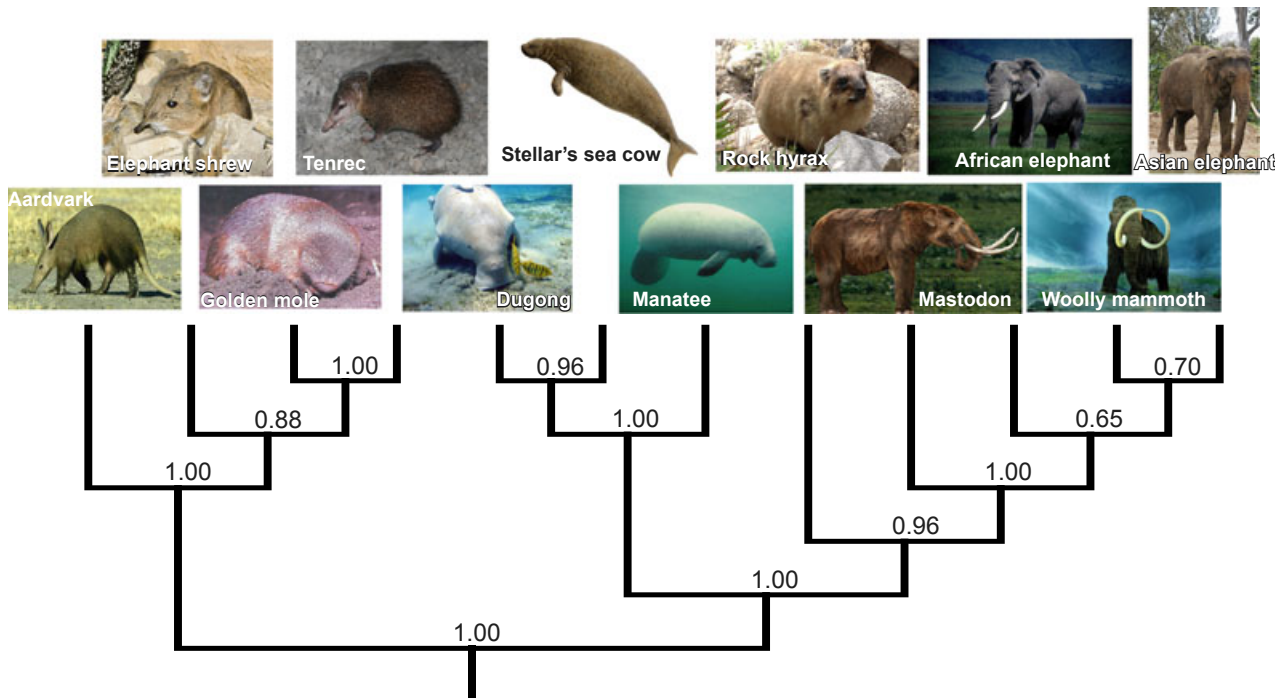 Elephant shrew
Tenrec
Stellar's sea cow
Rock hyrax
African elephant
Asian elephant
Aardvark
Golden mole
Dugong
Manatee
Mastodon
Woolly mammoth
1.00
0.96
0.70
0.88
1.00
0.65
1.00
1.00
0.96
1.00
1.00